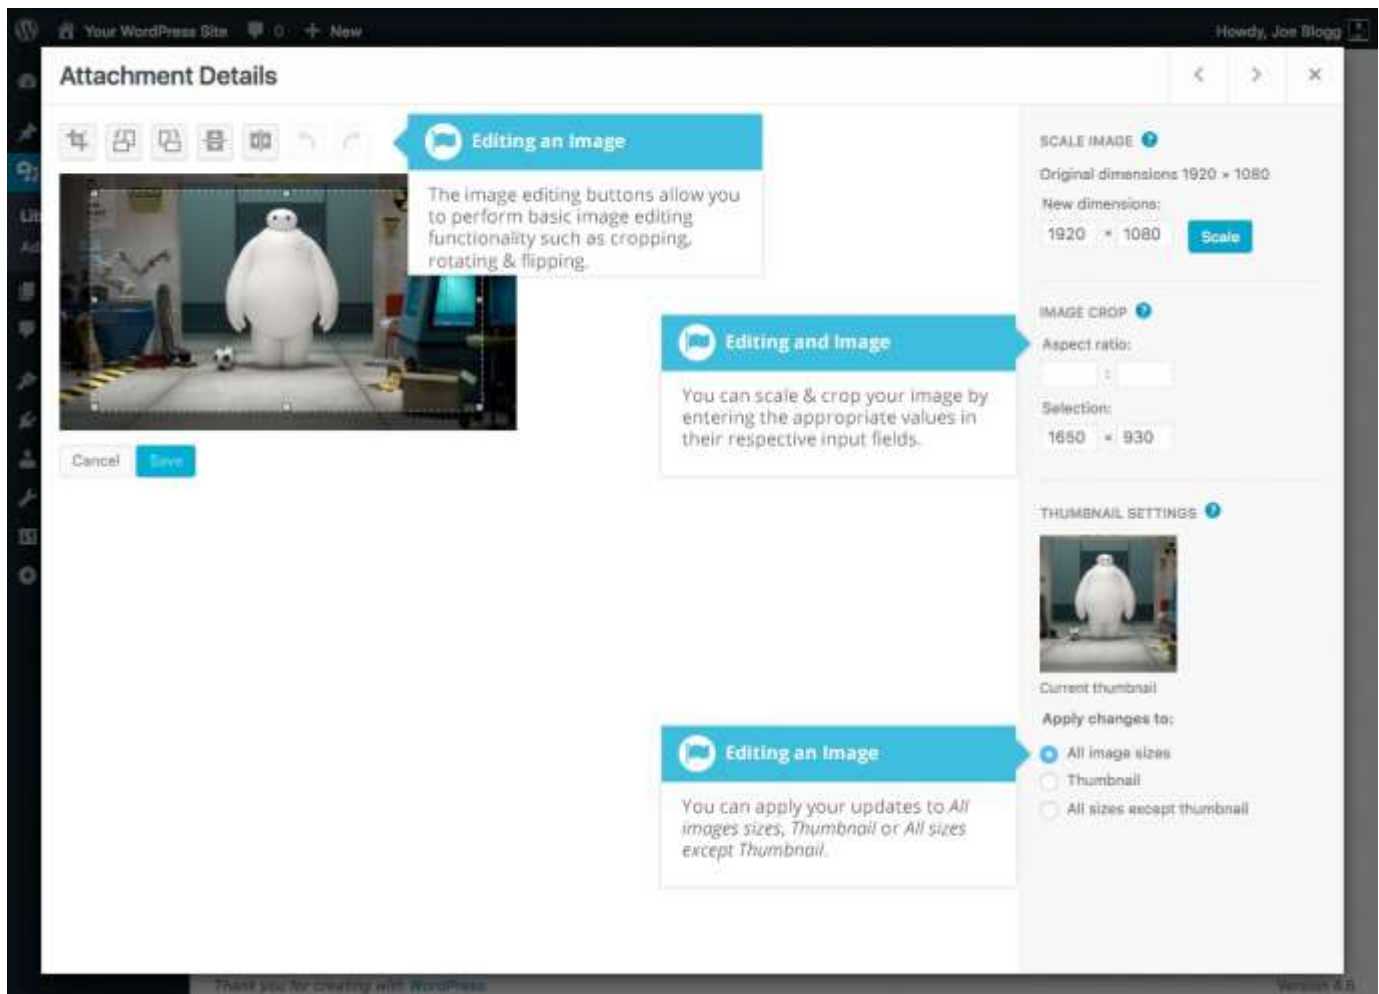 Your WordPress Site 0 New
Howdy, Joe Blogg
Attachment Details
Editing an Image
The image editing buttons allow you
to perform basic image editing
functionality such as cropping,
rotating & flipping.
Cancel
Save
Editing and Image
You can scale & crop your image by
entering the appropriate values in
their respective input fields.
Editing an Image
You can apply your updates to All
images sizes, Thumbnail or All sizes
except Thumbnail.
SCALE IMAGE ?
Original dimensions 1920 × 1080
New dimensions:
1920 × 1080 Scale
IMAGE CROP ?
Aspect ratio:
:
Selection:
1650 × 930
THUMBNAIL SETTINGS ?
Current thumbnail
Apply changes to:
All image sizes
Thumbnail
All sizes except thumbnail
Thank you for creating with WordPress
Version 4.6